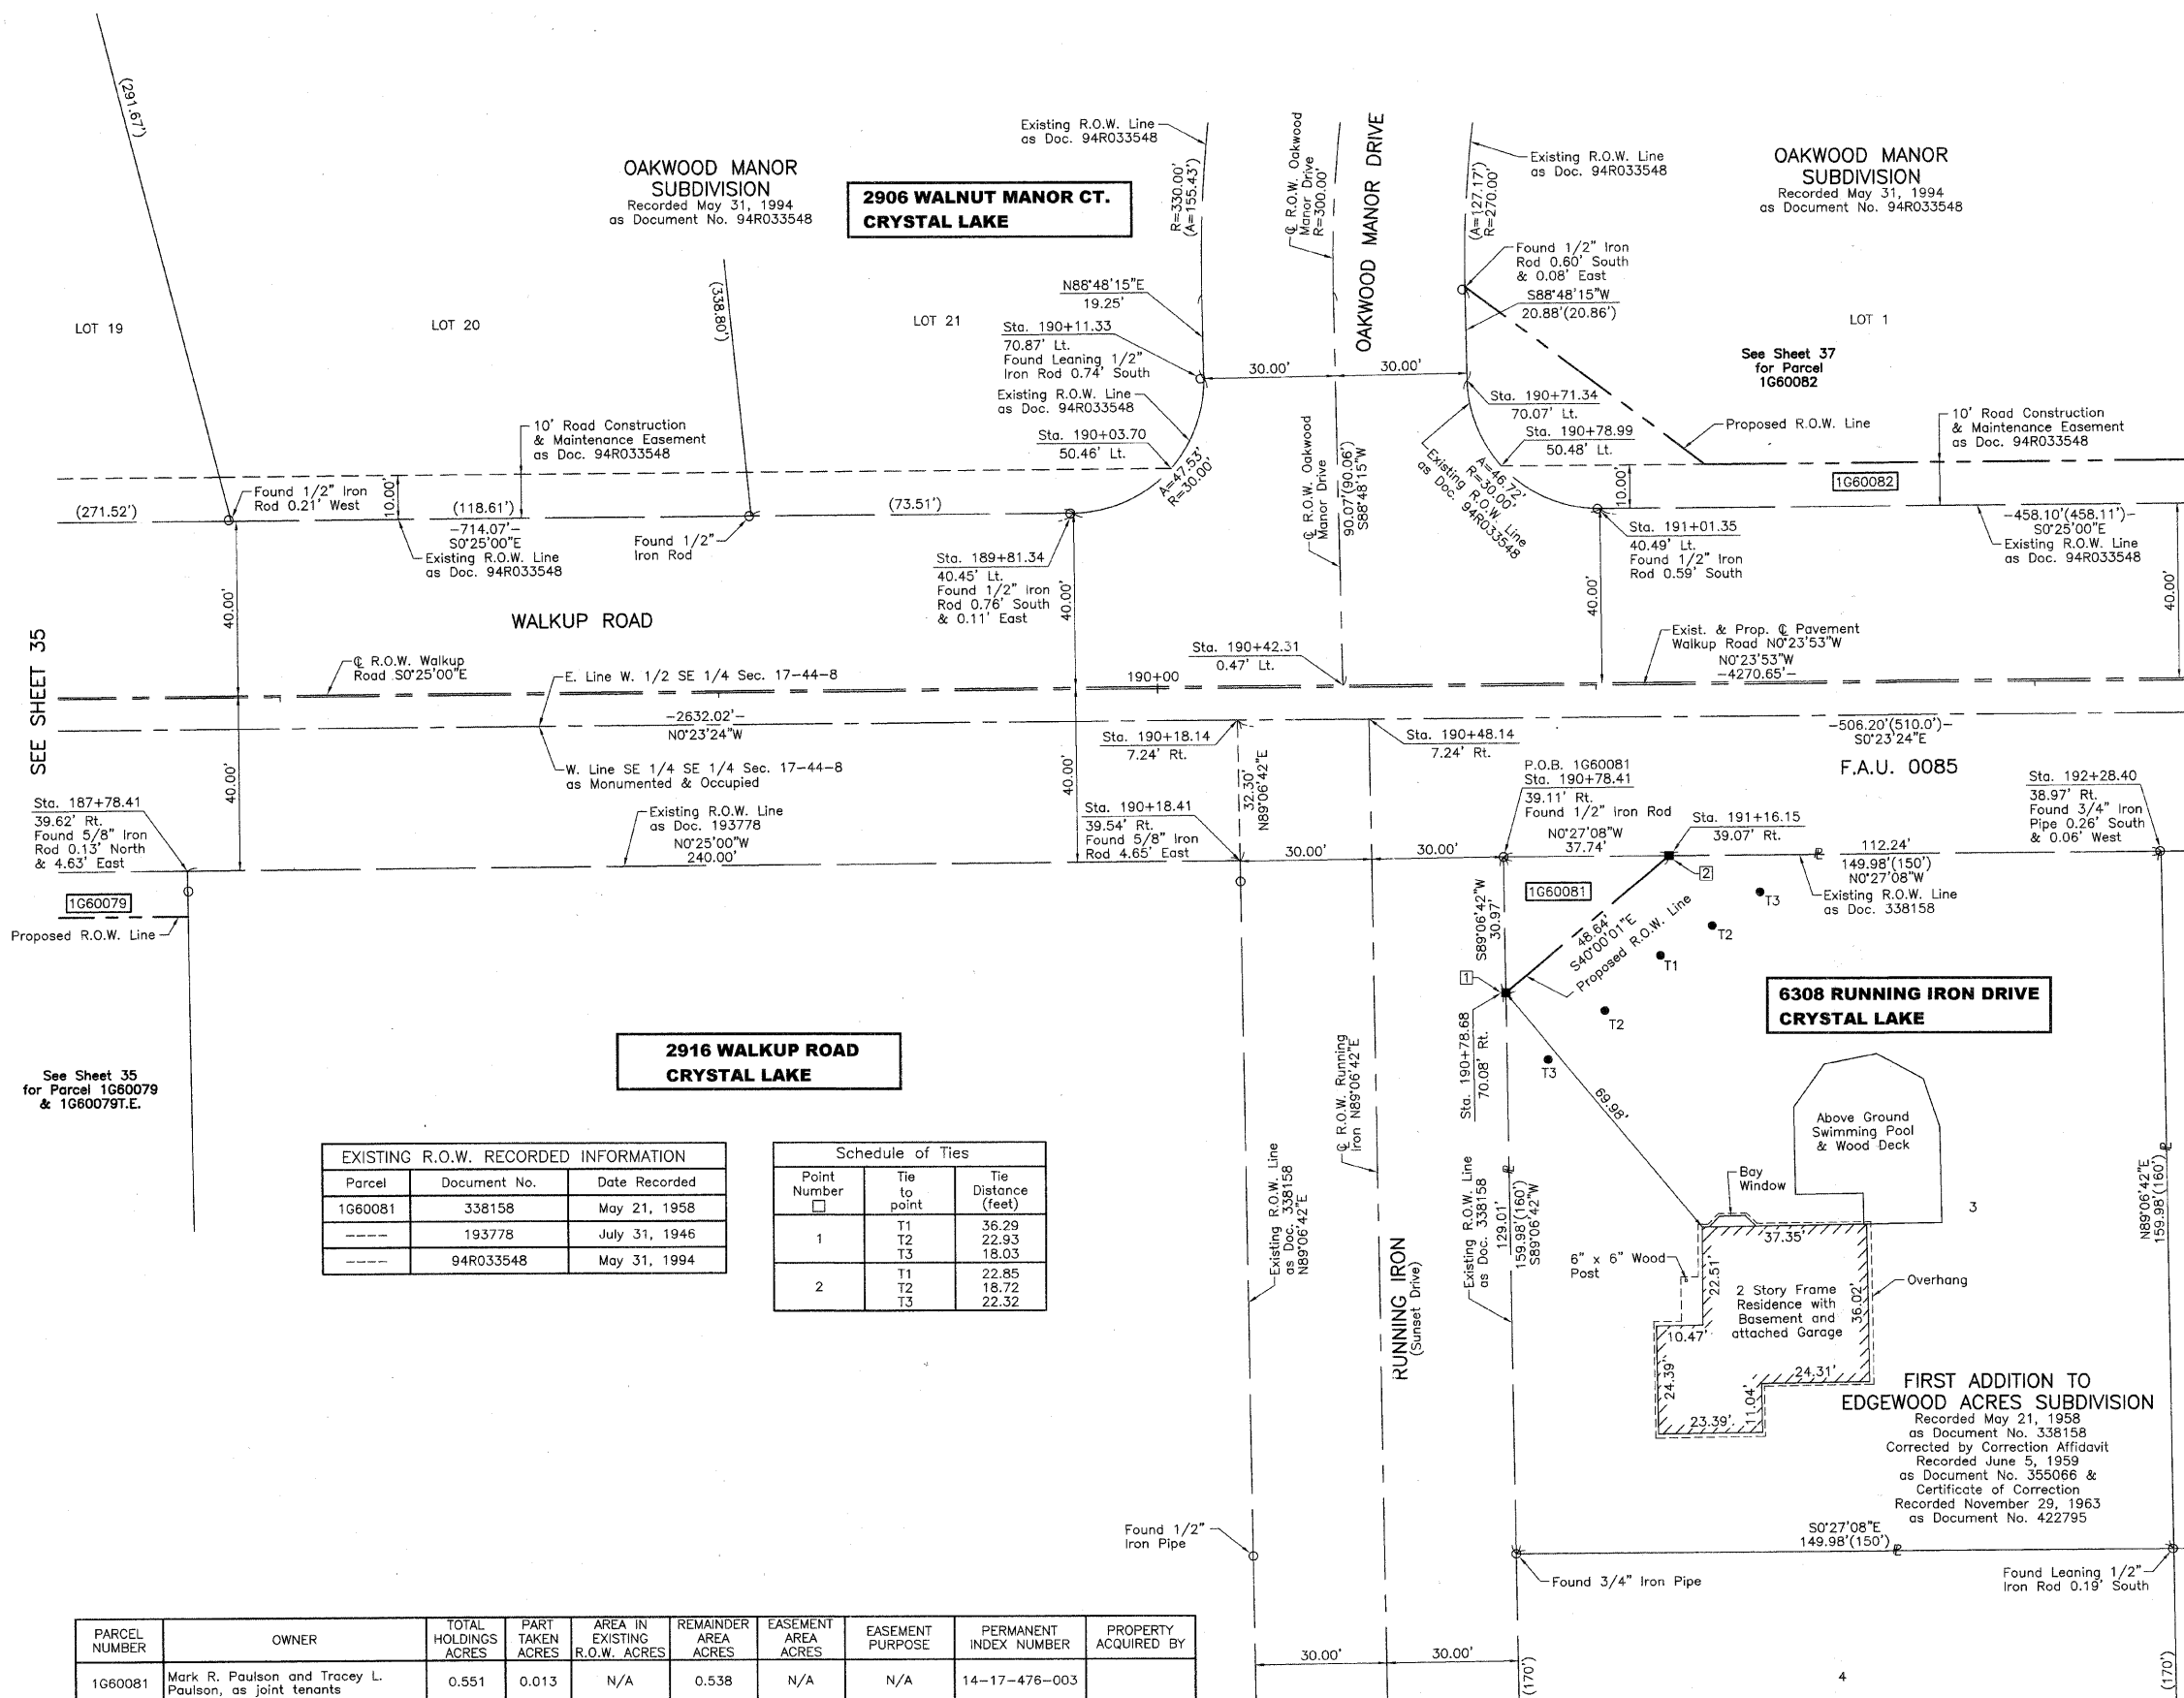 (291.67')
OAKWOOD MANOR
SUBDIVISION
Recorded May 31, 1994
as Document No. 94R033548
2906 WALNUT MANOR CT.
CRYSTAL LAKE
Existing R.O.W. Line
as Doc. 94R033548
R=330.00'
(A=155.43')
℄ R.O.W. Oakwood
Manor Drive
R=300.00'
OAKWOOD MANOR DRIVE
(A=127.17')
R=270.00'
Existing R.O.W. Line
as Doc. 94R033548
OAKWOOD MANOR
SUBDIVISION
Recorded May 31, 1994
as Document No. 94R033548
Found 1/2" Iron
Rod 0.60' South
& 0.08' East
S88°48'15"W
20.88'(20.86')
LOT 19
LOT 20
(338.80')
LOT 21
LOT 1
N88°48'15"E
19.25'
Sta. 190+11.33
70.87' Lt.
Found Leaning 1/2"
Iron Rod 0.74' South
30.00'
30.00'
See Sheet 37
for Parcel
1G60082
Existing R.O.W. Line
as Doc. 94R033548
Sta. 190+03.70
50.46' Lt.
A=47.53'
R=30.00'
℄ R.O.W. Oakwood
Manor Drive
90.07'(90.06')
S88°48'15"W
Sta. 190+71.34
70.07' Lt.
Sta. 190+78.99
50.48' Lt.
A=46.72'
R=30.00'
Existing R.O.W. Line
as Doc. 94R033548
Proposed R.O.W. Line
10' Road Construction
& Maintenance Easement
as Doc. 94R033548
10' Road Construction
& Maintenance Easement
as Doc. 94R033548
1G60082
10.00'
10.00'
(271.52')
Found 1/2" Iron
Rod 0.21' West
(118.61')
-714.07'-
S0°25'00"E
Existing R.O.W. Line
as Doc. 94R033548
Found 1/2"
Iron Rod
(73.51')
Sta. 189+81.34
40.45' Lt.
Found 1/2" Iron
Rod 0.76' South
& 0.11' East
Sta. 191+01.35
40.49' Lt.
Found 1/2" Iron
Rod 0.59' South
-458.10'(458.11')-
S0°25'00"E
Existing R.O.W. Line
as Doc. 94R033548
40.00'
40.00'
40.00'
40.00'
WALKUP ROAD
SEE SHEET 35
℄ R.O.W. Walkup
Road S0°25'00"E
E. Line W. 1/2 SE 1/4 Sec. 17-44-8
190+00
Sta. 190+42.31
0.47' Lt.
Exist. & Prop. ℄ Pavement
Walkup Road N0°23'53"W
N0°23'53"W
-4270.65'-
-2632.02'-
N0°23'24"W
W. Line SE 1/4 SE 1/4 Sec. 17-44-8
as Monumented & Occupied
Sta. 190+18.14
7.24' Rt.
Sta. 190+48.14
7.24' Rt.
-506.20'(510.0')-
S0°23'24"E
F.A.U. 0085
40.00'
40.00'
32.30'
N89°06'42"E
Sta. 187+78.41
39.62' Rt.
Found 5/8" Iron
Rod 0.13' North
& 4.63' East
Existing R.O.W. Line
as Doc. 193778
N0°25'00"W
240.00'
Sta. 190+18.41
39.54' Rt.
Found 5/8" Iron
Rod 4.65' East
30.00'
30.00'
P.O.B. 1G60081
Sta. 190+78.41
39.11' Rt.
Found 1/2" Iron Rod
N0°27'08"W
37.74'
Sta. 191+16.15
39.07' Rt.
112.24'
149.98'(150')
N0°27'08"W
Existing R.O.W. Line
as Doc. 338158
Sta. 192+28.40
38.97' Rt.
Found 3/4" Iron
Pipe 0.26' South
& 0.06' West
1G60079
Proposed R.O.W. Line
1G60081
S89°06'42"W
30.97'
48.64'
S40°00'01"E
Proposed R.O.W. Line
2
T3
T2
T1
T2
T3
1
6308 RUNNING IRON DRIVE
CRYSTAL LAKE
2916 WALKUP ROAD
CRYSTAL LAKE
See Sheet 35
for Parcel 1G60079
& 1G60079T.E.
Sta. 190+78.68
70.08' Rt.
69.98'
℄ R.O.W. Running
Iron N89°06'42"E
Above Ground
Swimming Pool
& Wood Deck
Bay
Window
3
N89°06'42"E
159.98'(160')
EXISTING R.O.W. RECORDED INFORMATION
Parcel Document No. Date Recorded
1G60081 338158 May 21, 1958
---- 193778 July 31, 1946
---- 94R033548 May 31, 1994
Schedule of Ties
Point Number □ Tie to point Tie Distance (feet)
1 T1 36.29
T2 22.93
T3 18.03
2 T1 22.85
T2 18.72
T3 22.32
Existing R.O.W. Line
as Doc. 338158
N89°06'42"E
RUNNING IRON
(Sunset Drive)
Existing R.O.W. Line
as Doc. 338158
129.01'
159.98'(160')
S89°06'42"W
6" x 6" Wood
Post
37.35'
22.51'
2 Story Frame
Residence with
Basement and
attached Garage
36.02'
Overhang
10.47'
24.39'
24.31'
11.04'
23.39'
FIRST ADDITION TO
EDGEWOOD ACRES SUBDIVISION
Recorded May 21, 1958
as Document No. 338158
Corrected by Correction Affidavit
Recorded June 5, 1959
as Document No. 355066 &
Certificate of Correction
Recorded November 29, 1963
as Document No. 422795
Found 1/2"
Iron Pipe
S0°27'08"E
149.98'(150')
Found 3/4" Iron Pipe
Found Leaning 1/2"
Iron Rod 0.19' South
30.00'
30.00'
(170')
4
(170')
PARCEL NUMBER OWNER TOTAL HOLDINGS ACRES PART TAKEN ACRES AREA IN EXISTING R.O.W. ACRES REMAINDER AREA ACRES EASEMENT AREA ACRES EASEMENT PURPOSE PERMANENT INDEX NUMBER PROPERTY ACQUIRED BY
1G60081 Mark R. Paulson and Tracey L. Paulson, as joint tenants 0.551 0.013 N/A 0.538 N/A N/A 14-17-476-003